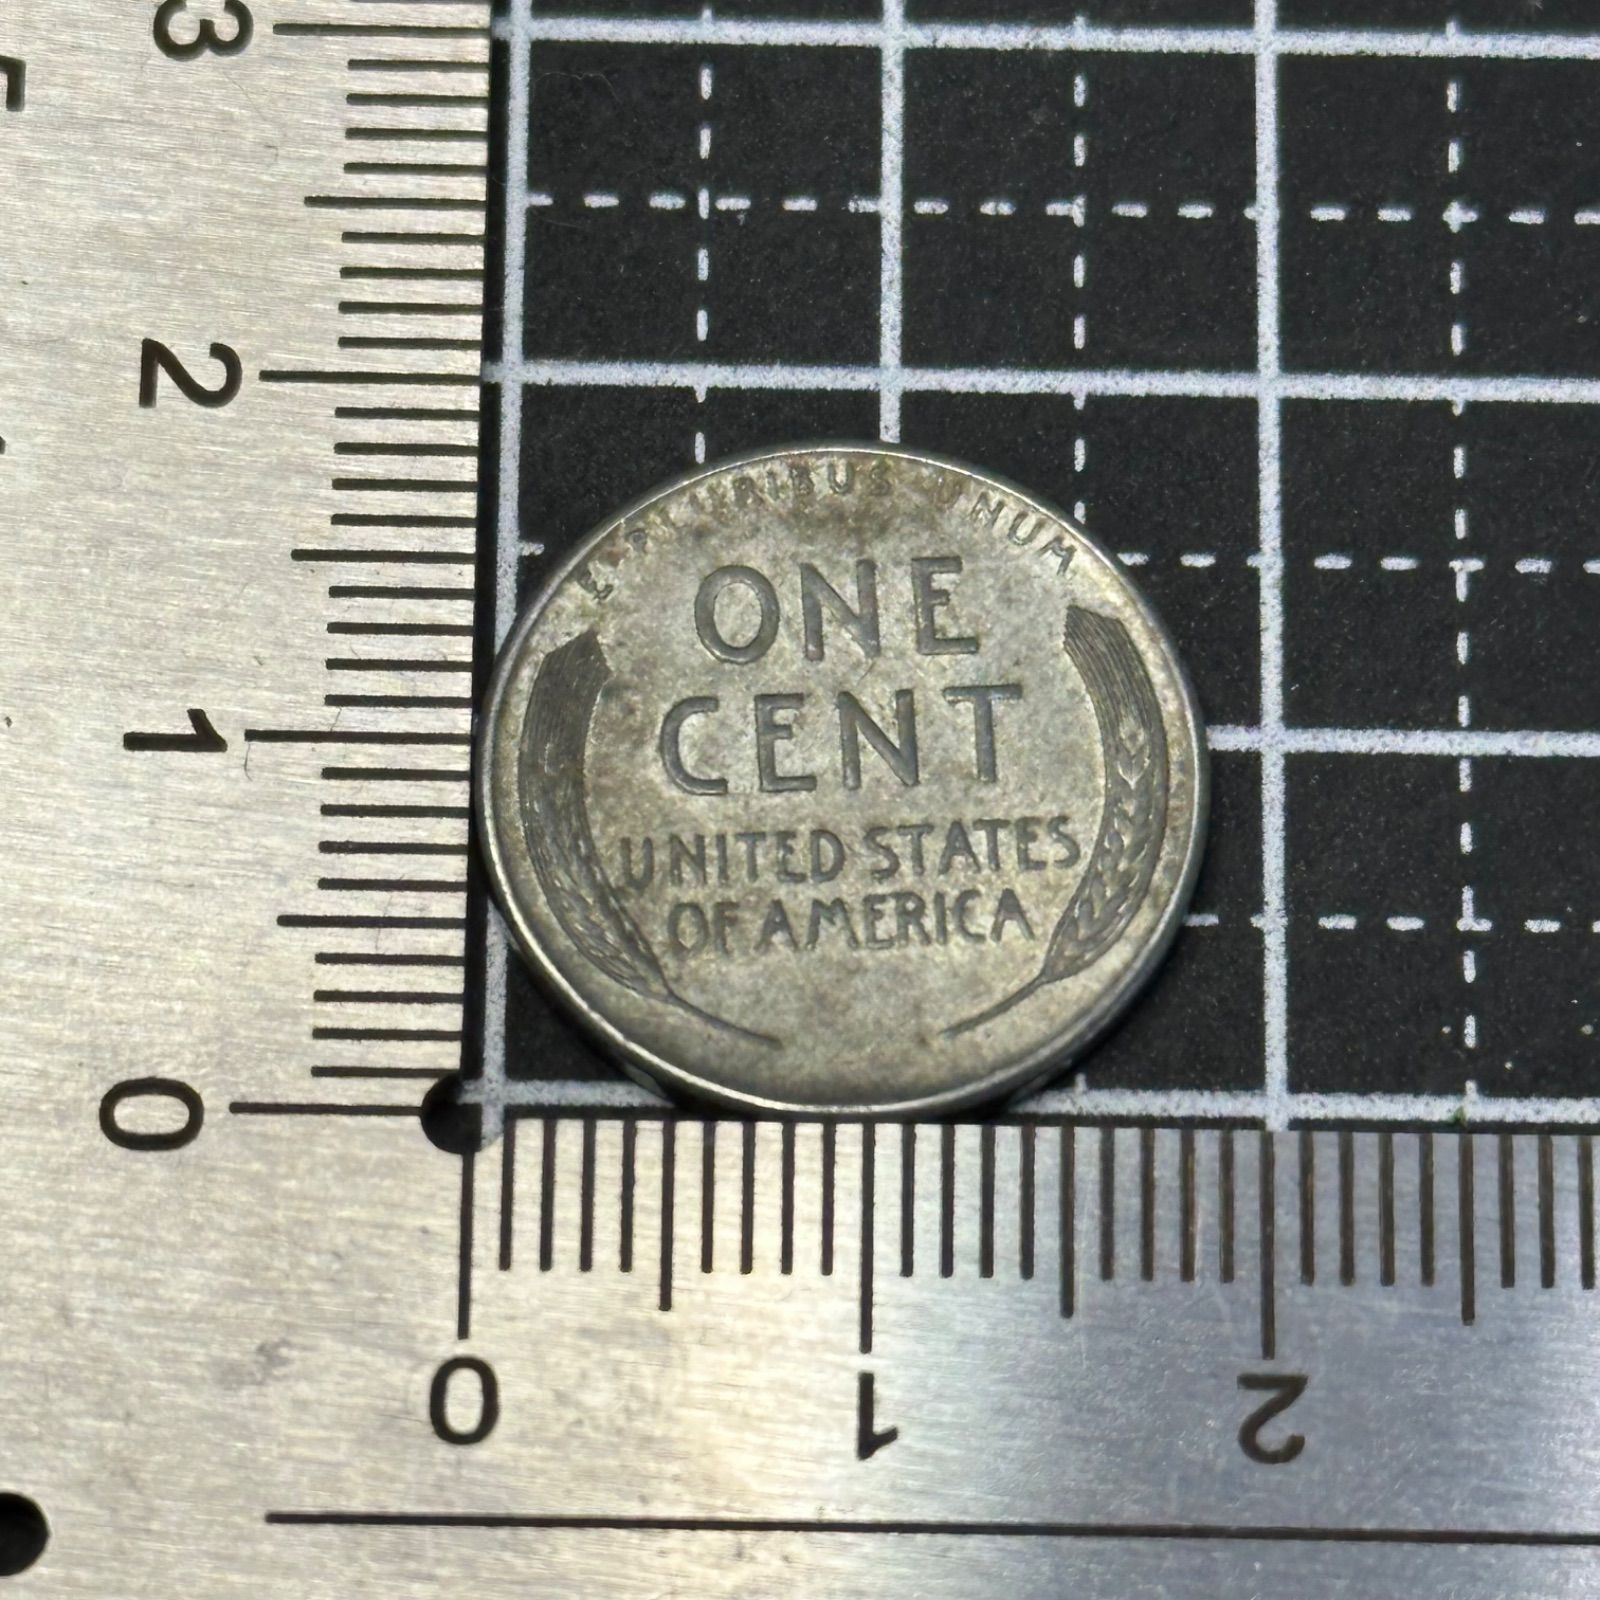 3
2
1
0
E PLURIBUS UNUM
ONE
CENT
UNITED STATES
OF AMERICA
0 1 2